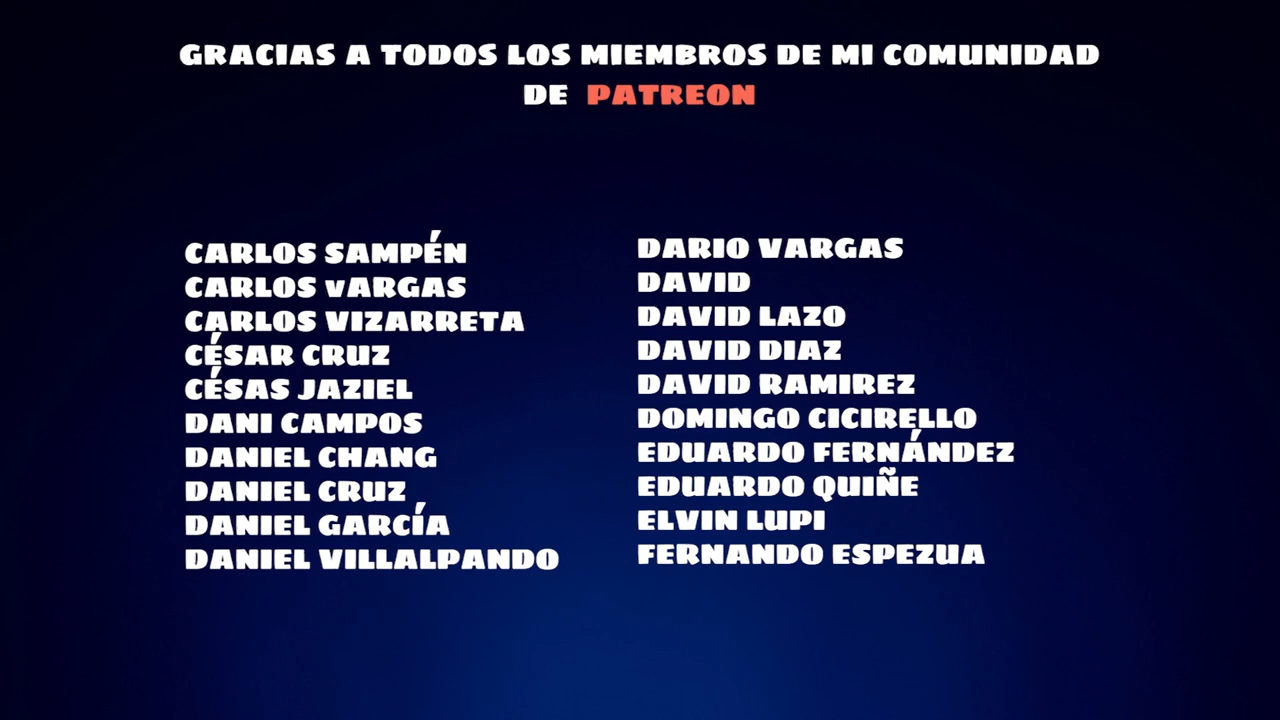 GRACIAS A TODOS LOS MIEMBROS DE MI COMUNIDAD
DE PATREON
CARLOS SAMPÉN
CARLOS vARGAS
CARLOS VIZARRETA
CÉSAR CRUZ
CÉSAS JAZIEL
DANI CAMPOS
DANIEL CHANG
DANIEL CRUZ
DANIEL GARCÍA
DANIEL VILLALPANDO
DARIO VARGAS
DAVID
DAVID LAZO
DAVID DIAZ
DAVID RAMIREZ
DOMINGO CICIRELLO
EDUARDO FERNÁNDEZ
EDUARDO QUIÑE
ELVIN LUPI
FERNANDO ESPEZUA